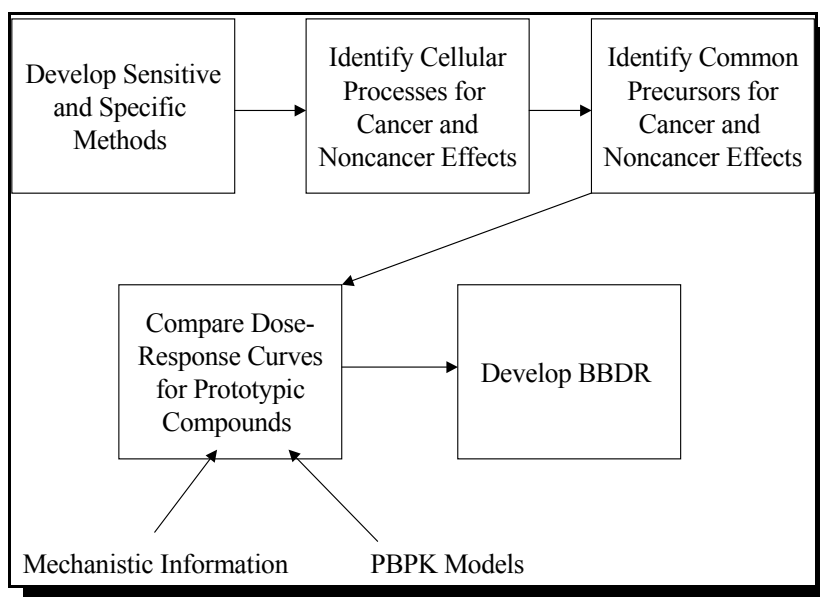 Develop Sensitive
and Specific
Methods
Identify Cellular
Processes for
Cancer and
Noncancer Effects
Identify Common
Precursors for
Cancer and
Noncancer Effects
Compare Dose-
Response Curves
for Prototypic
Compounds
Develop BBDR
Mechanistic Information
PBPK Models